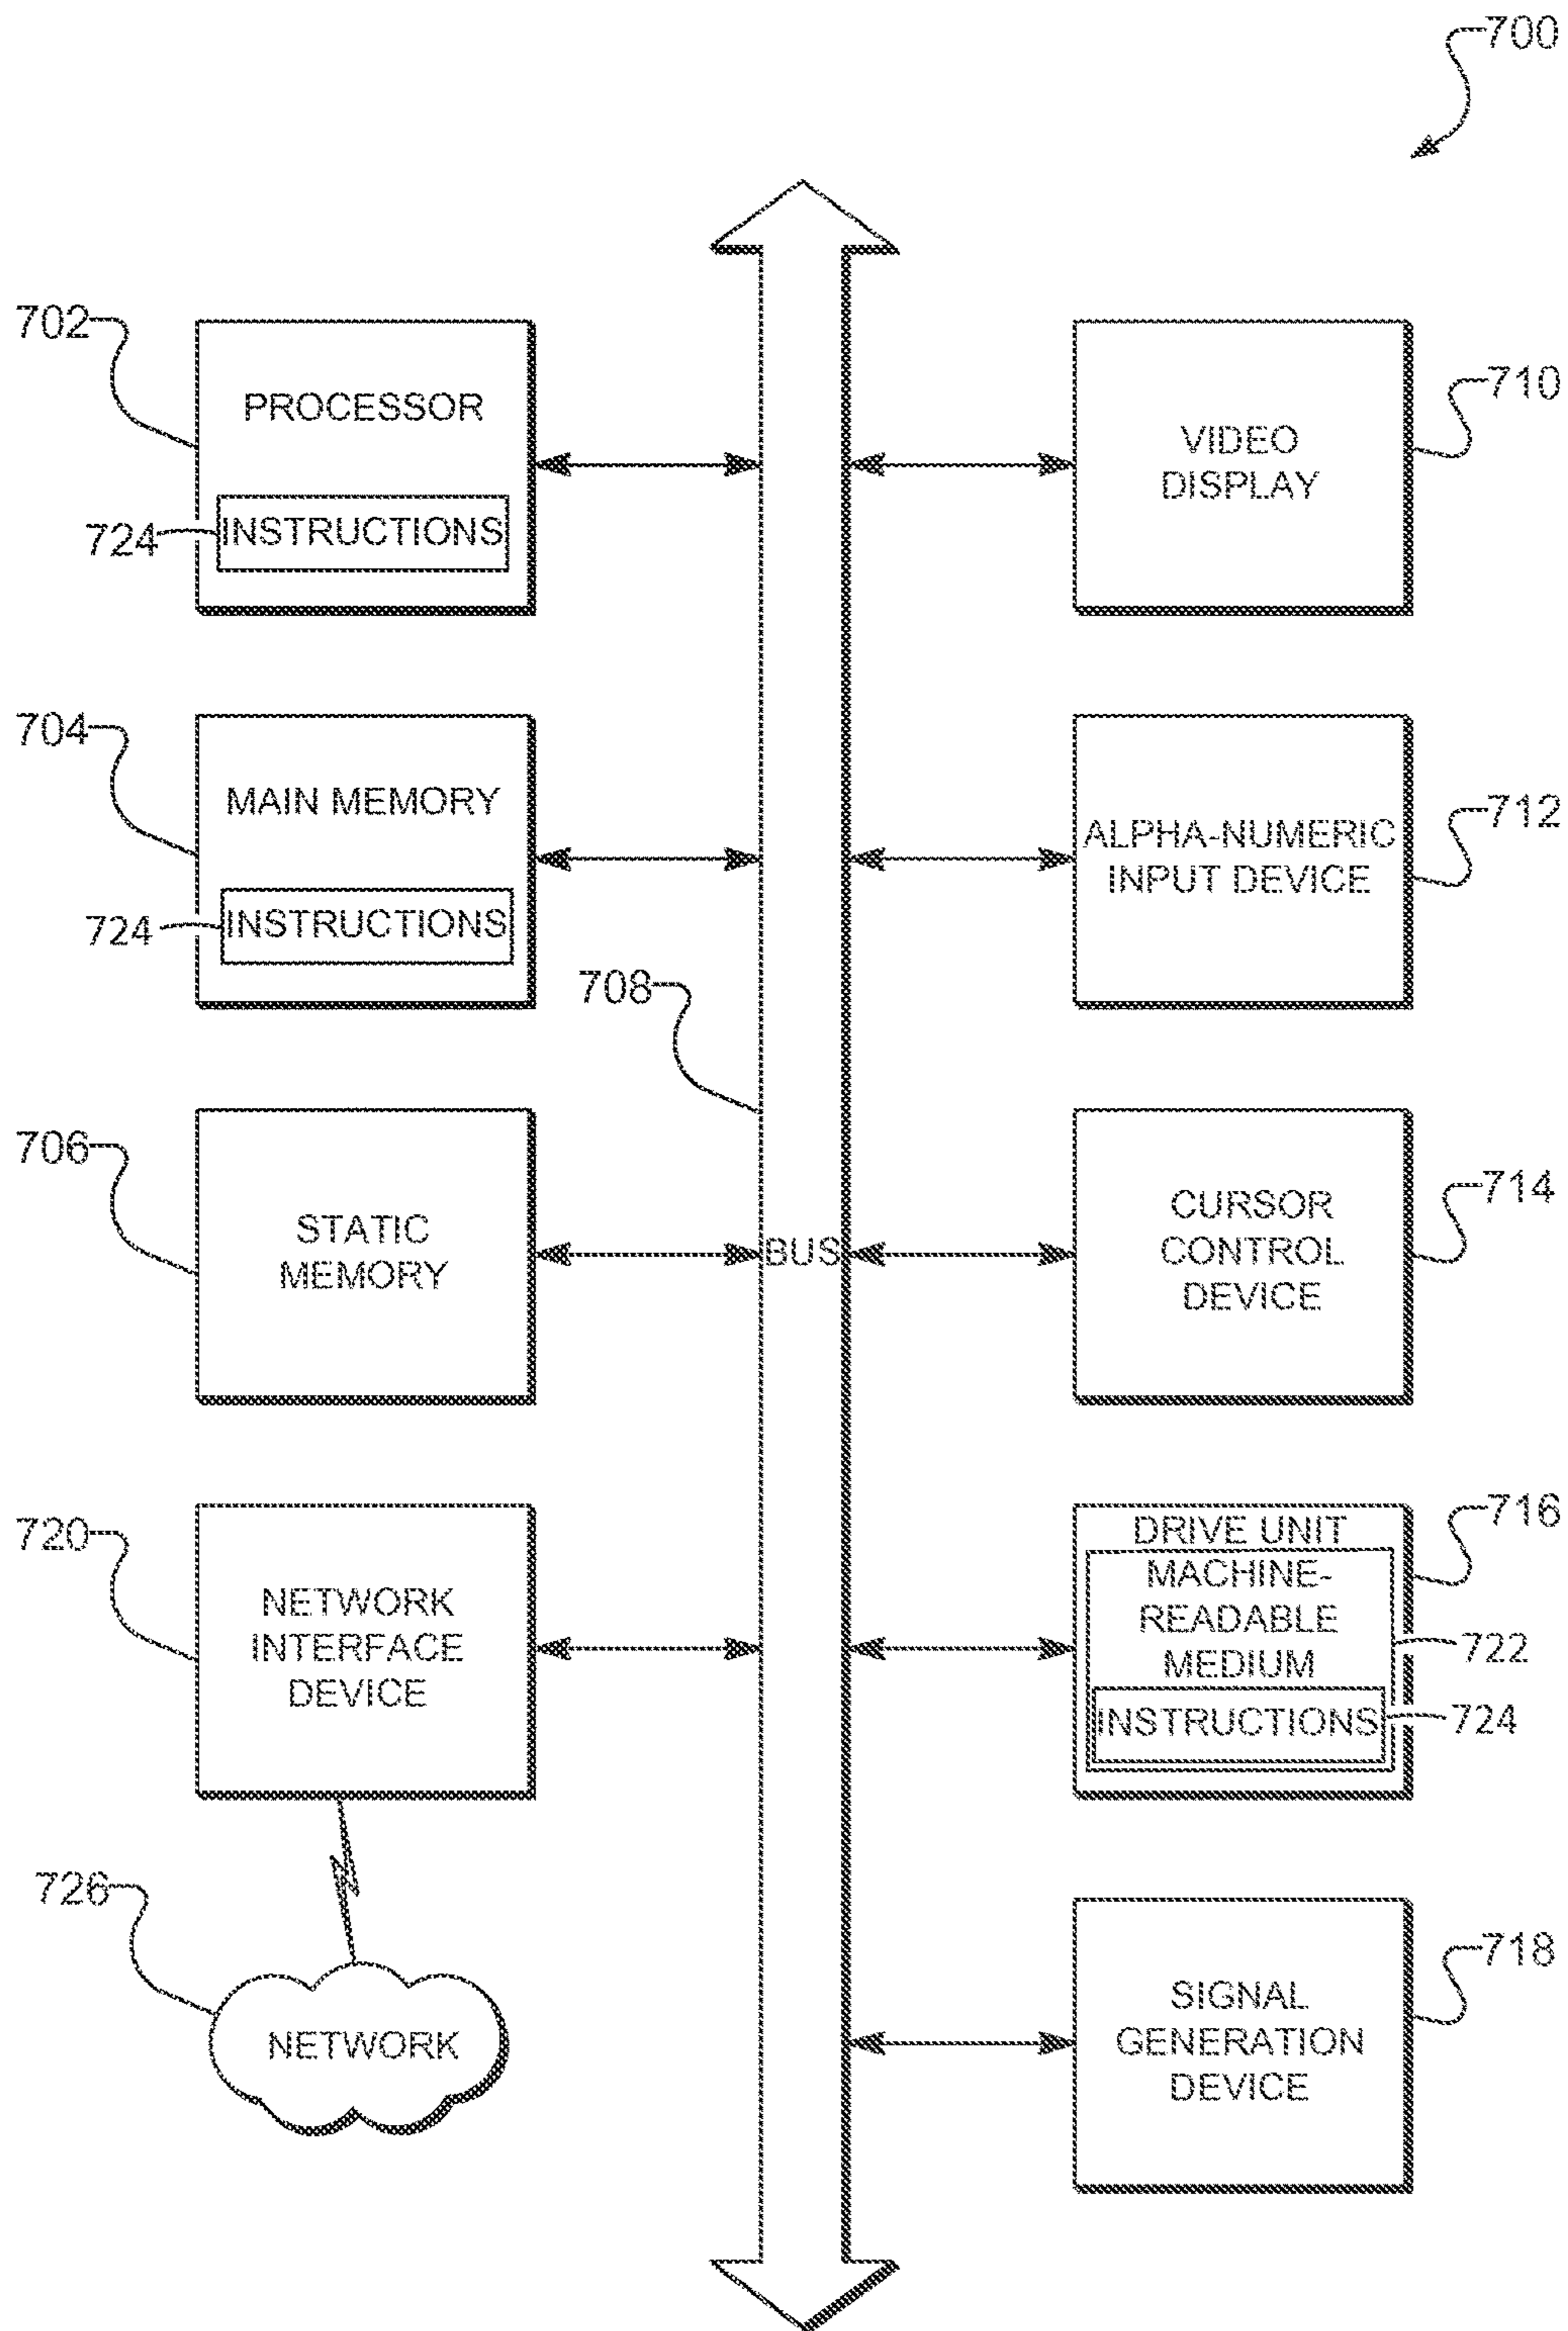 700
702
PROCESSOR
724
INSTRUCTIONS
710
VIDEO
DISPLAY
704
MAIN MEMORY
724
INSTRUCTIONS
712
ALPHA-NUMERIC
INPUT DEVICE
708
BUS
706
STATIC
MEMORY
714
CURSOR
CONTROL
DEVICE
720
NETWORK
INTERFACE
DEVICE
716
DRIVE UNIT
MACHINE-
READABLE
MEDIUM
722
INSTRUCTIONS
724
726
NETWORK
718
SIGNAL
GENERATION
DEVICE